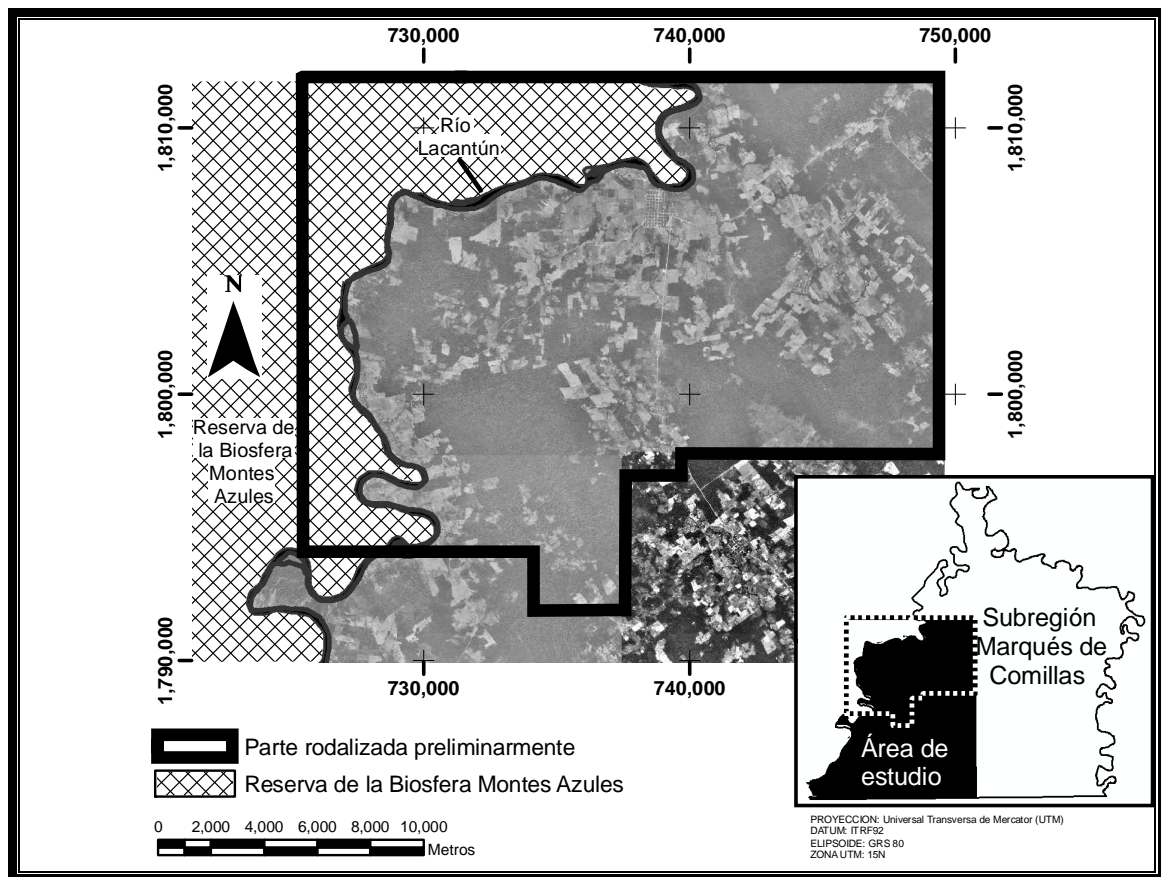 730,000
740,000
750,000
1,810,000
1,810,000
Río
Lacantún
N
1,800,000
1,800,000
Reserva de
la Biosfera
Montes
Azules
1,790,000
730,000
740,000
Subregión
Marqués de
Comillas
Área de
estudio
Parte rodalizada preliminarmente
Reserva de la Biosfera Montes Azules
0 2,000 4,000 6,000 8,000 10,000
Metros
PROYECCION: Universal Transversa de Mercator (UTM)
DATUM: ITRF92
ELIPSOIDE: GRS 80
ZONA UTM: 15N